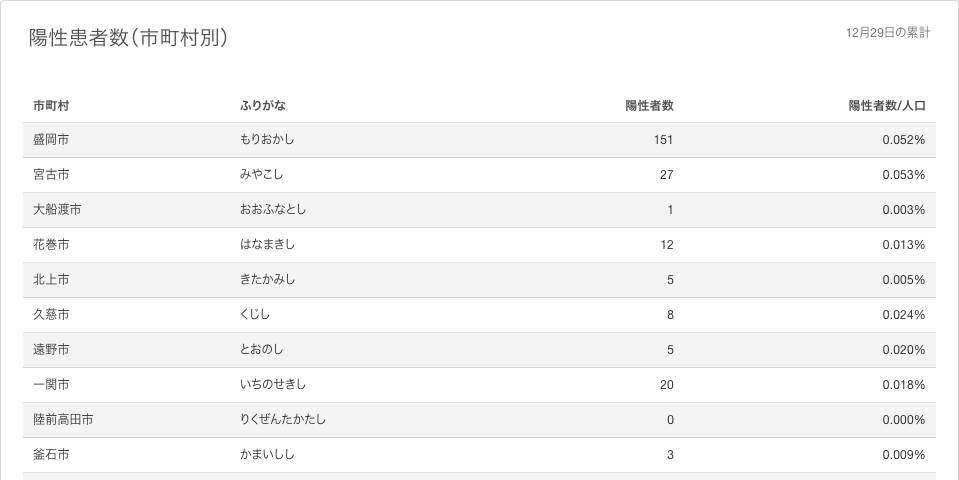 陽性患者数(市町村別)
12月29日の累計
市町村 ふりがな 陽性者数 陽性者数/人口
盛岡市 もりおかし 151 0.052%
宮古市 みやこし 27 0.053%
大船渡市 おおふなとし 1 0.003%
花巻市 はなまきし 12 0.013%
北上市 きたかみし 5 0.005%
久慈市 くじし 8 0.024%
遠野市 とおのし 5 0.020%
一関市 いちのせきし 20 0.018%
陸前高田市 りくぜんたかたし 0 0.000%
釜石市 かまいしし 3 0.009%